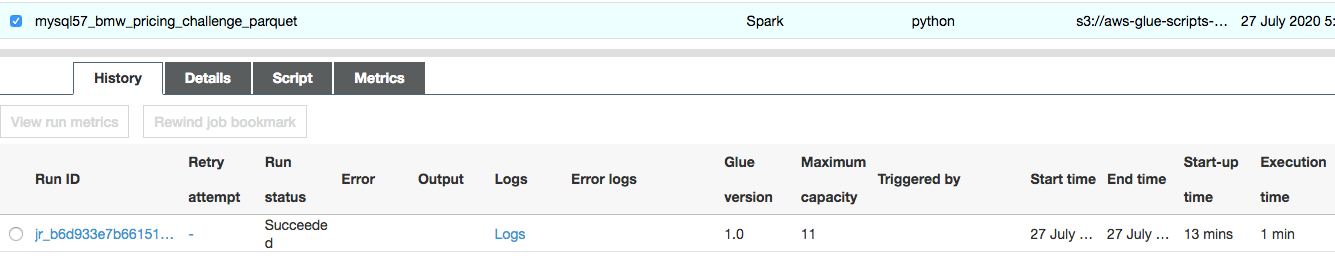 mysql57_bmw_pricing_challenge_parquet Spark python s3://aws-glue-scripts-... 27 July 2020 5:
History Details Script Metrics
View run metrics Rewind job bookmark
Run ID Retry attempt Run status Error Output Logs Error logs Glue version Maximum capacity Triggered by Start time End time Start-up time Execution time
jr_b6d933e7b66151... - Succeeded Logs 1.0 11 27 July ... 27 July ... 13 mins 1 min